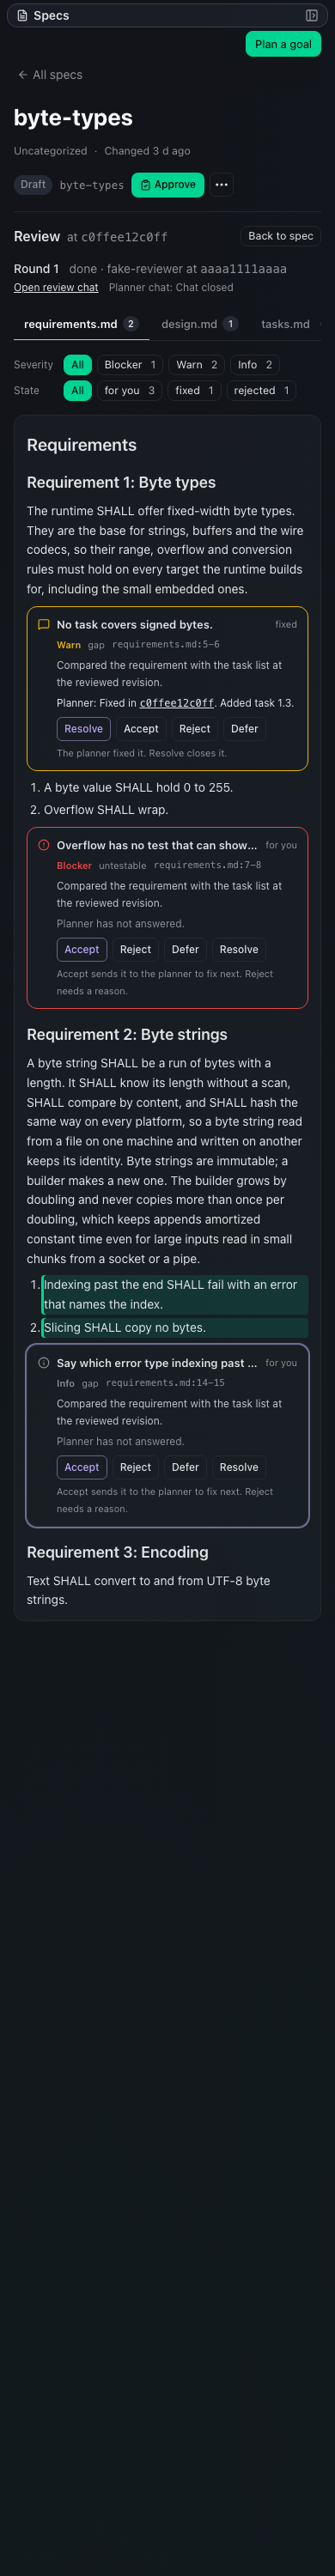 Specs
Plan a goal
All specs
byte-types
Uncategorized · Changed 3 d ago
Draft byte-types Approve
Review at c0ffee12c0ff Back to spec
Round 1 done · fake-reviewer at aaaa1111aaaa
Open review chat Planner chat: Chat closed
requirements.md 2 design.md 1 tasks.md
Severity All Blocker 1 Warn 2 Info 2
State All for you 3 fixed 1 rejected 1
Requirements
Requirement 1: Byte types
The runtime SHALL offer fixed-width byte types.
They are the base for strings, buffers and the wire
codecs, so their range, overflow and conversion
rules must hold on every target the runtime builds
for, including the small embedded ones.
No task covers signed bytes. fixed
Warn gap requirements.md:5-6
Compared the requirement with the task list at
the reviewed revision.
Planner: Fixed in c0ffee12c0ff. Added task 1.3.
Resolve Accept Reject Defer
The planner fixed it. Resolve closes it.
1. A byte value SHALL hold 0 to 255.
2. Overflow SHALL wrap.
Overflow has no test that can show... for you
Blocker untestable requirements.md:7-8
Compared the requirement with the task list at
the reviewed revision.
Planner has not answered.
Accept Reject Defer Resolve
Accept sends it to the planner to fix next. Reject
needs a reason.
Requirement 2: Byte strings
A byte string SHALL be a run of bytes with a
length. It SHALL know its length without a scan,
SHALL compare by content, and SHALL hash the
same way on every platform, so a byte string read
from a file on one machine and written on another
keeps its identity. Byte strings are immutable; a
builder makes a new one. The builder grows by
doubling and never copies more than once per
doubling, which keeps appends amortized
constant time even for large inputs read in small
chunks from a socket or a pipe.
1. Indexing past the end SHALL fail with an error
that names the index.
2. Slicing SHALL copy no bytes.
Say which error type indexing past ... for you
Info gap requirements.md:14-15
Compared the requirement with the task list at
the reviewed revision.
Planner has not answered.
Accept Reject Defer Resolve
Accept sends it to the planner to fix next. Reject
needs a reason.
Requirement 3: Encoding
Text SHALL convert to and from UTF-8 byte
strings.